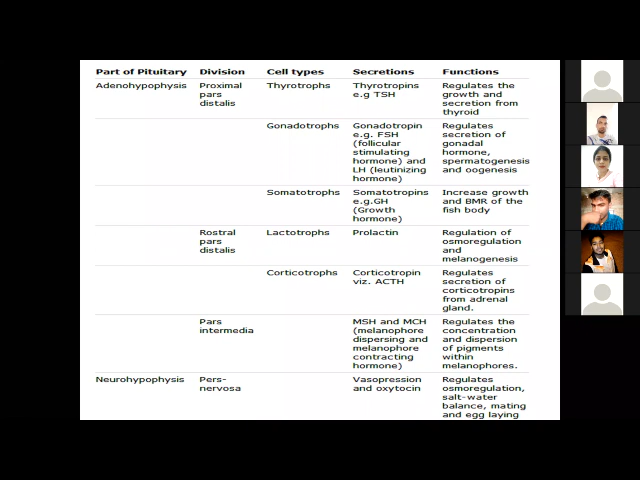 Part of Pituitary Division Cell types Secretions Functions
Adenohypophysis Proximal pars distalis Thyrotrophs Thyrotropins e.g TSH Regulates the growth and secretion from thyroid
Gonadotrophs Gonadotropin e.g. FSH (follicular stimulating hormone) and LH (leutinizing hormone) Regulates secretion of gonadal hormone, spermatogenesis and oogenesis
Somatotrophs Somatotropins e.g.GH (Growth hormone) Increase growth and BMR of the fish body
Rostral pars distalis Lactotrophs Prolactin Regulation of osmoregulation and melanogenesis
Corticotrophs Corticotropin viz. ACTH Regulates secretion of corticotropins from adrenal gland.
Pars intermedia MSH and MCH (melanophore dispersing and melanophore contracting hormone) Regulates the concentration and dispersion of pigments within melanophores.
Neurohypophysis Pers-nervosa Vasopression and oxytocin Regulates osmoregulation, salt-water balance, mating and egg laying